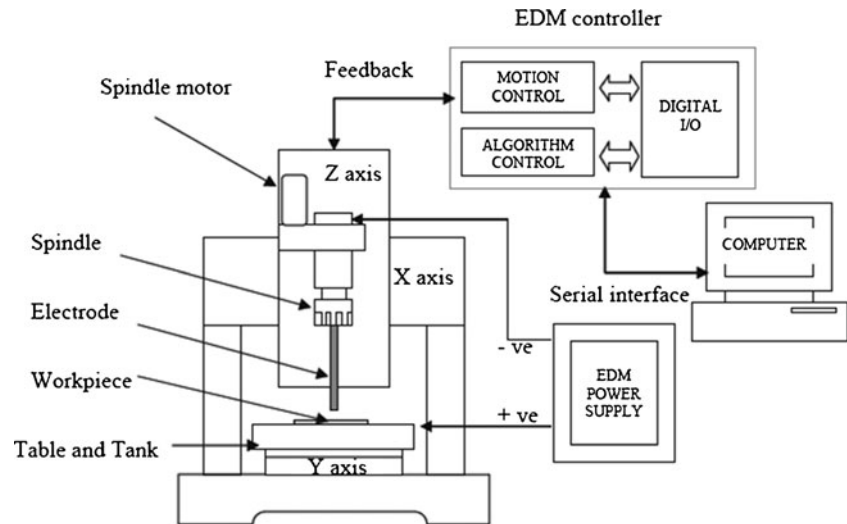 EDM controller
Feedback
MOTION
CONTROL
DIGITAL
I/O
ALGORITHM
CONTROL
Spindle motor
Z axis
Spindle
X axis
COMPUTER
Serial interface
Electrode
- ve
Workpiece
EDM
POWER
SUPPLY
+ ve
Table and Tank
Y axis